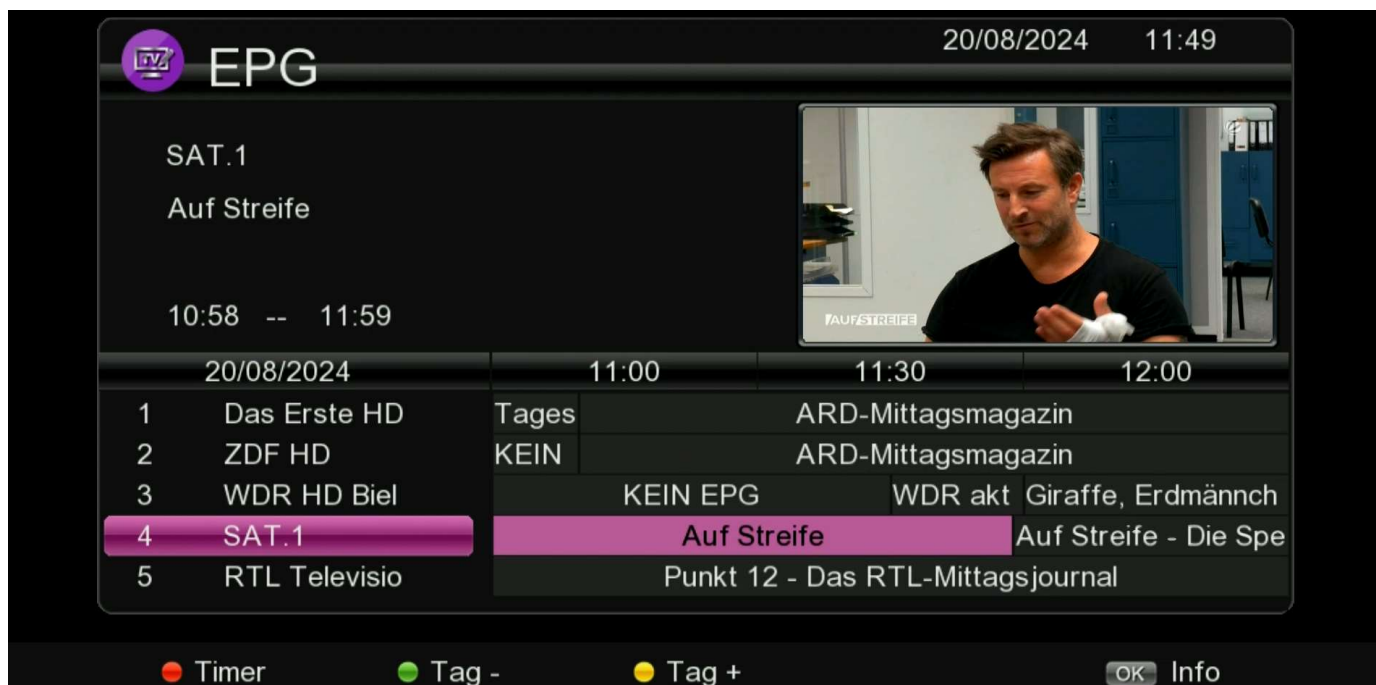 TV
EPG
20/08/2024 11:49
SAT.1
Auf Streife
10:58 -- 11:59
AUF STREIFE
20/08/2024 11:00 11:30 12:00
1 Das Erste HD Tages ARD-Mittagsmagazin
2 ZDF HD KEIN ARD-Mittagsmagazin
3 WDR HD Biel KEIN EPG WDR akt Giraffe, Erdmännch
4 SAT.1 Auf Streife Auf Streife - Die Spe
5 RTL Televisio Punkt 12 - Das RTL-Mittagsjournal
Timer Tag - Tag + OK Info